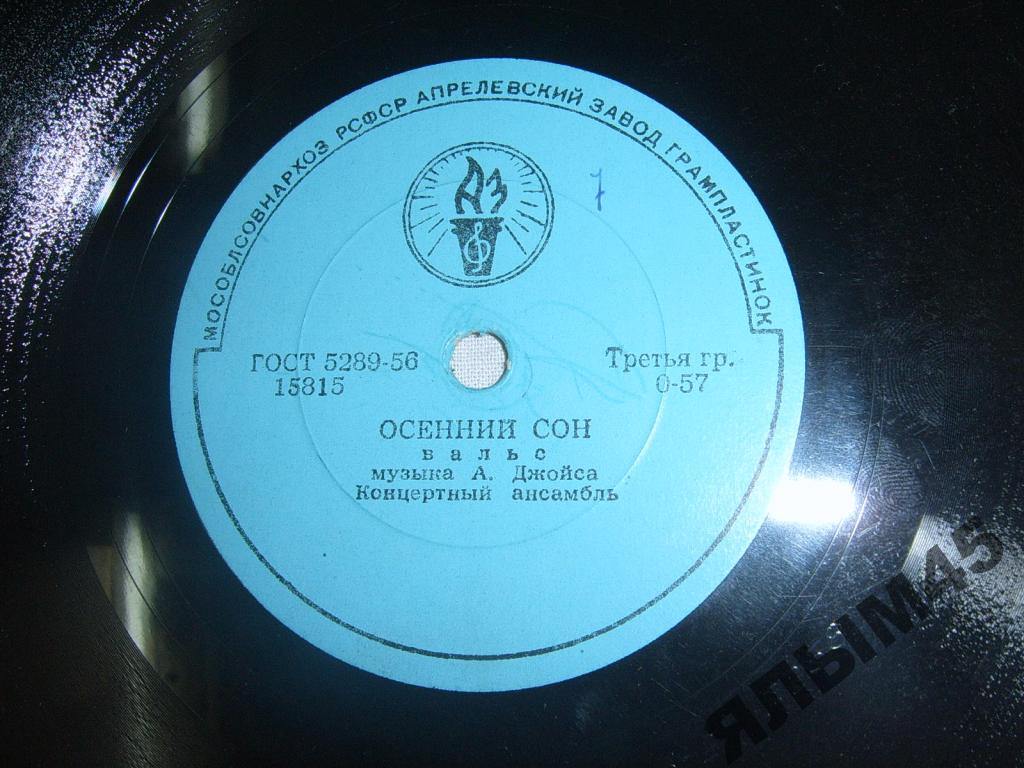 МОСОБЛСОВНАРХОЗ РСФСР АПРЕЛЕВСКИЙ ЗАВОД ГРАМПЛАСТИНОК
АЗ
7
ГОСТ 5289-56
15815
Третья гр.
0-57
ОСЕННИЙ СОН
вальс
музыка А. Джойса
Концертный ансамбль
ЯЛЫМ45